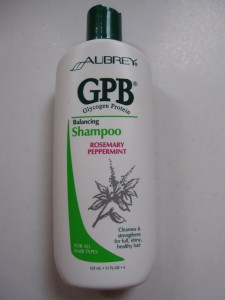 AUBREY®
GPB®
Glycogen Protein
Balancing
Shampoo
ROSEMARY
PEPPERMINT
Cleanses &
strengthens
for full, shiny,
healthy hair
FOR ALL
HAIR TYPES